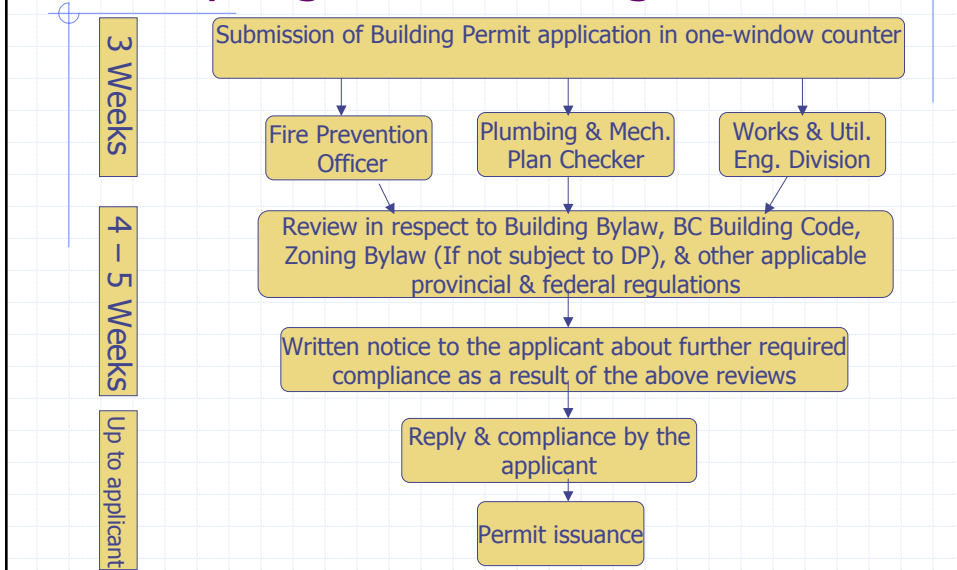 3 Weeks
Submission of Building Permit application in one-window counter
Fire Prevention
Officer
Plumbing & Mech.
Plan Checker
Works & Util.
Eng. Division
4 – 5 Weeks
Review in respect to Building Bylaw, BC Building Code,
Zoning Bylaw (If not subject to DP), & other applicable
provincial & federal regulations
Written notice to the applicant about further required
compliance as a result of the above reviews
Up to applicant
Reply & compliance by the
applicant
Permit issuance